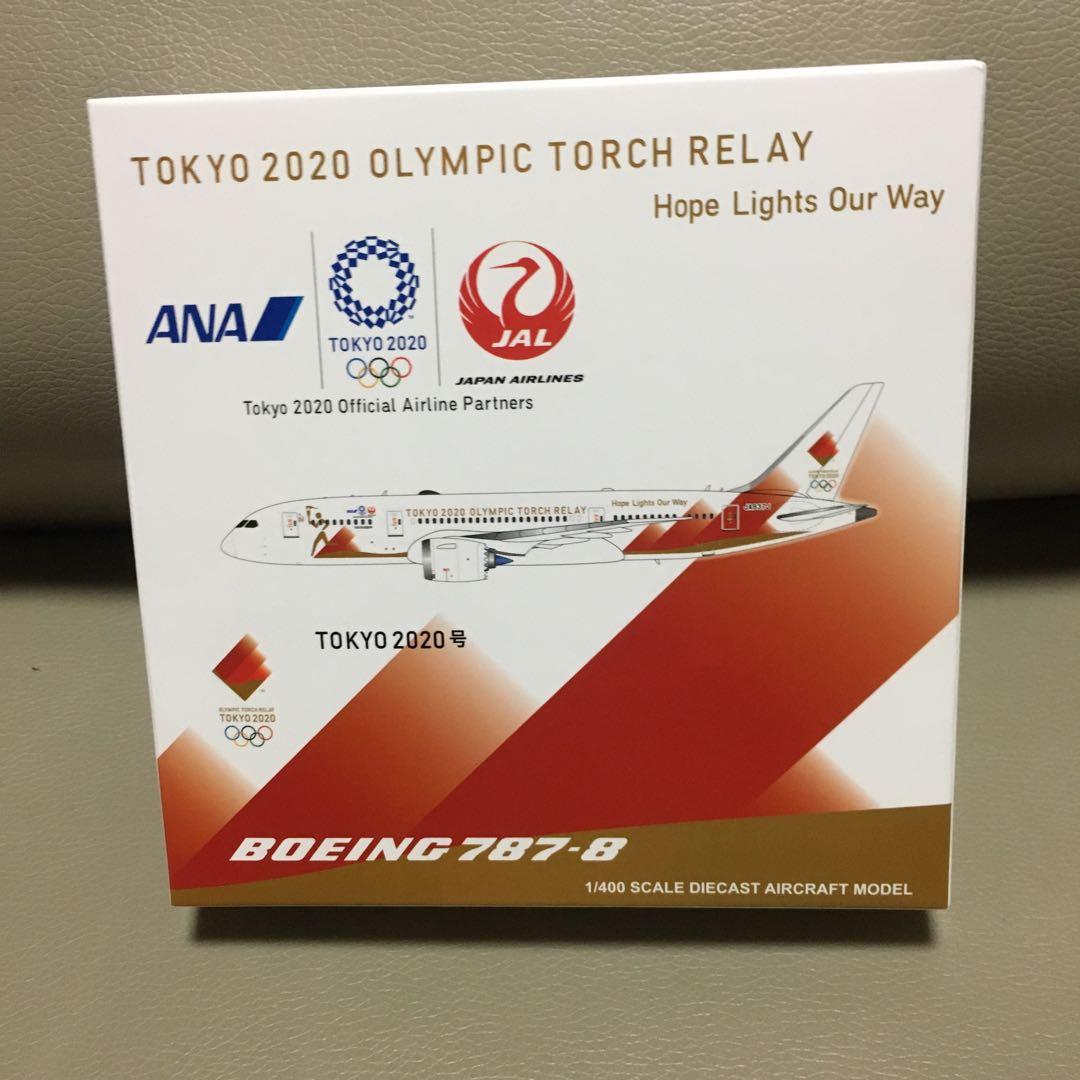 TOKYO 2020 OLYMPIC TORCH RELAY
Hope Lights Our Way
ANA
TOKYO 2020
JAL
JAPAN AIRLINES
Tokyo 2020 Official Airline Partners
TOKYO 2020 OLYMPIC TORCH RELAY
Hope Lights Our Way
TOKYO 2020
TOKYO 2020号
OLYMPIC TORCH RELAY
TOKYO 2020
BOEING 787-8
1/400 SCALE DIECAST AIRCRAFT MODEL